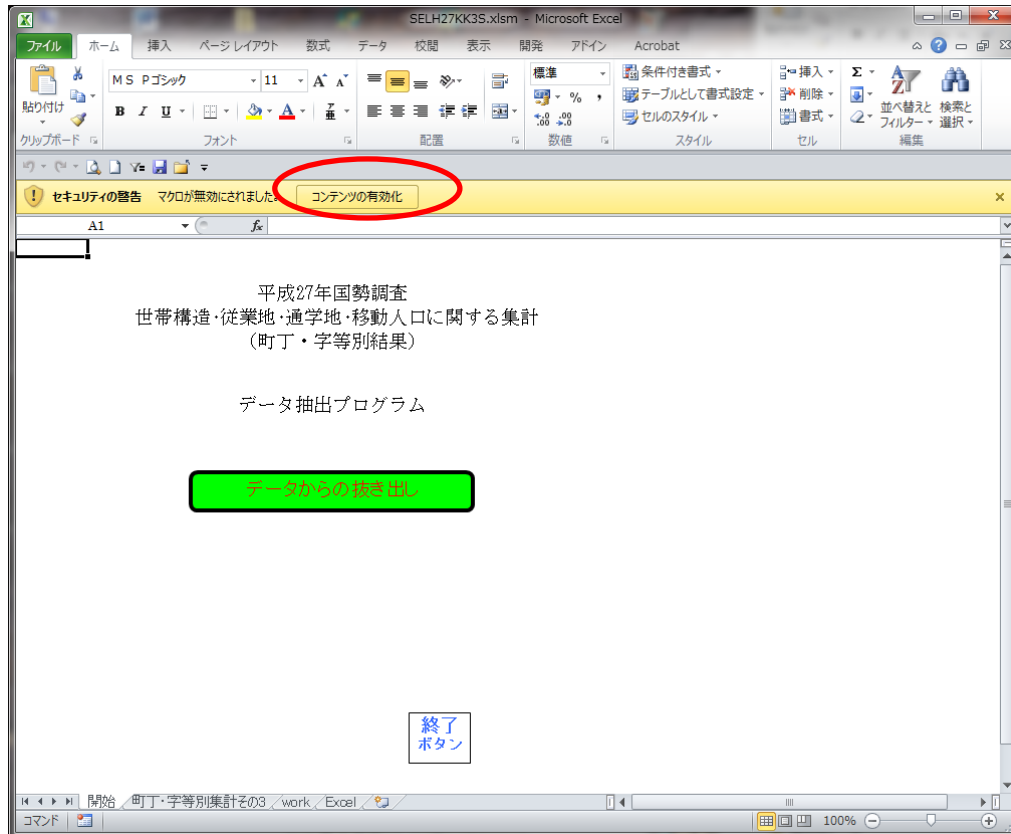 SELH27KK3S.xlsm - Microsoft Excel
ファイル ホーム 挿入 ページ レイアウト 数式 データ 校閲 表示 開発 アドイン Acrobat
貼り付け
クリップボード
ＭＳ Ｐゴシック 11 A A
B I U A 亜
フォント
配置
標準
% ,
.0 .00 .00 .0
数値
条件付き書式
テーブルとして書式設定
セルのスタイル
スタイル
挿入
削除
書式
セル
Σ
並べ替えと フィルター
検索と 選択
編集
セキュリティの警告 マクロが無効にされました。 コンテンツの有効化
A1 fx
平成27年国勢調査
世帯構造・従業地・通学地・移動人口に関する集計
（町丁・字等別結果）
データ抽出プログラム
データからの抜き出し
終了
ボタン
開始 町丁・字等別集計その3 work Excel
コマンド 100%